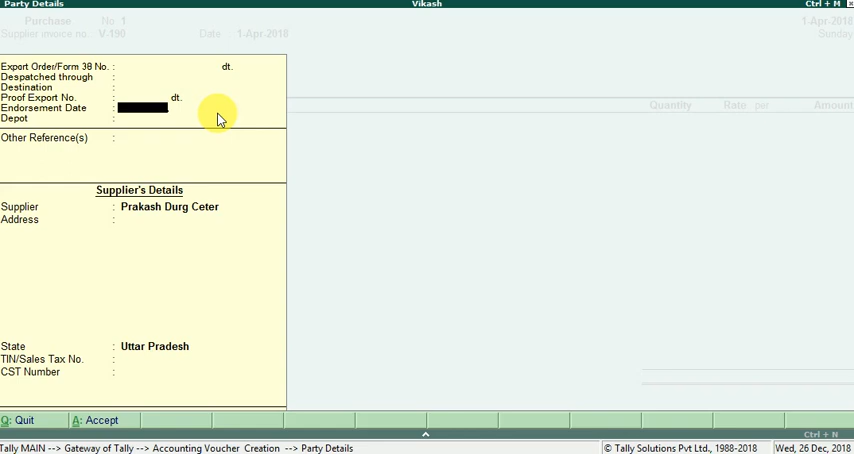 Party Details Vikash Ctrl + M
Purchase No. 1 1-Apr-2018
Supplier invoice no. V-190 Date 1-Apr-2018 Sunday
Export Order/Form 38 No. : dt.
Despatched through :
Destination :
Proof Export No. : dt.
Endorsement Date :
Depot :
Quantity Rate per Amount
Other Reference(s) :
Supplier's Details
Supplier : Prakash Durg Ceter
Address :
State : Uttar Pradesh
TIN/Sales Tax No. :
CST Number :
Q: Quit A: Accept
Ctrl + N
Tally MAIN --> Gateway of Tally --> Accounting Voucher Creation --> Party Details © Tally Solutions Pvt Ltd., 1988-2018 Wed, 26 Dec, 2018